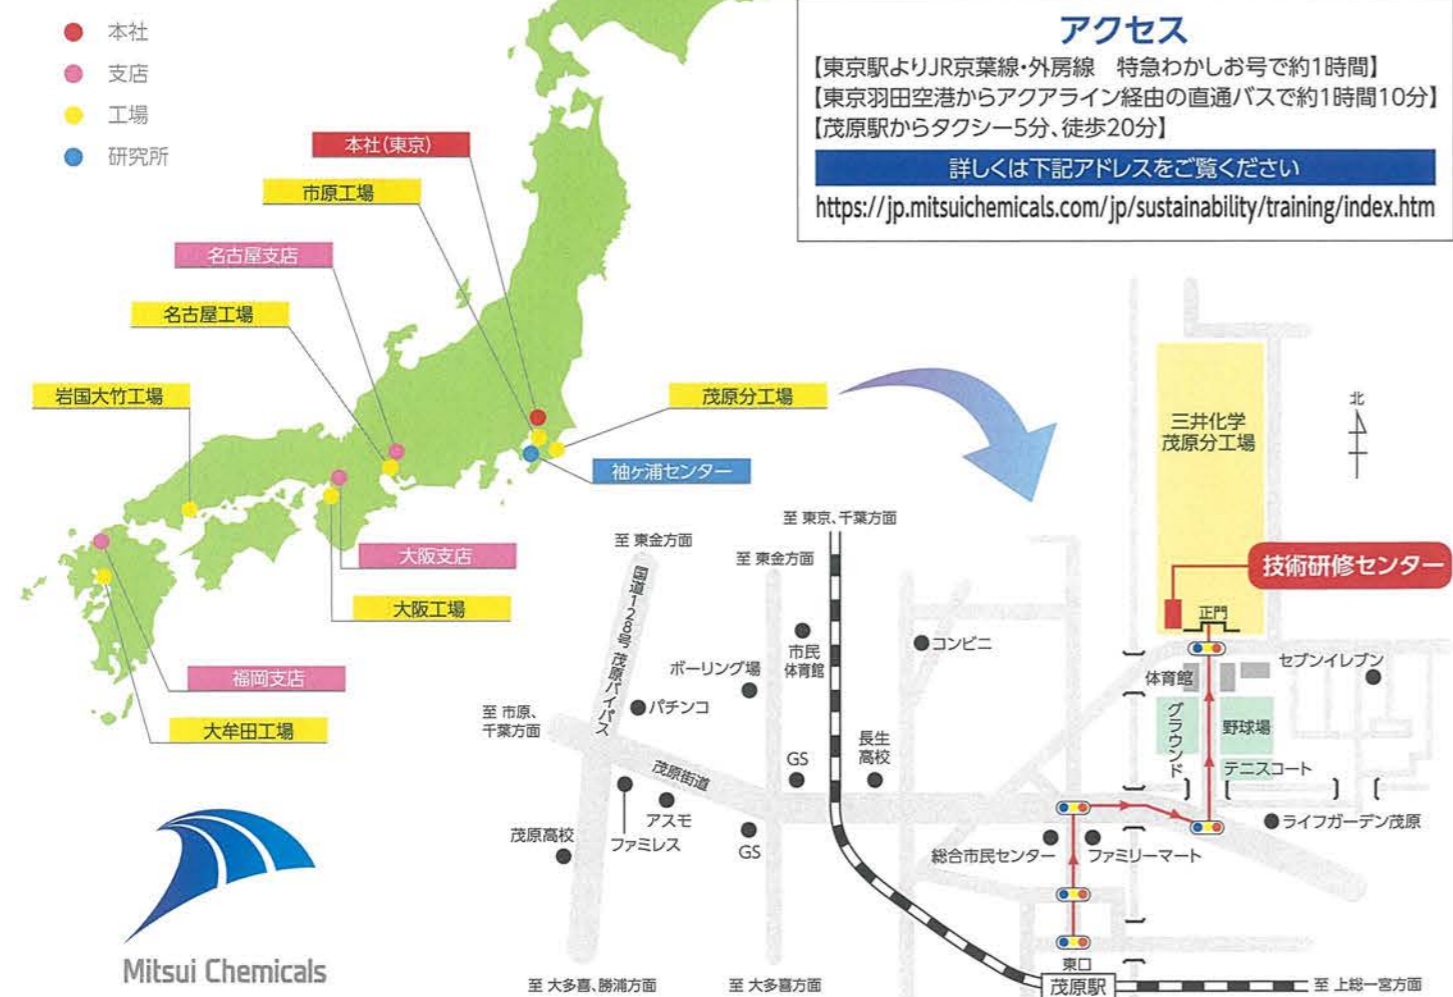 本社
支店
工場
研究所
アクセス
【東京駅よりJR京葉線・外房線　特急わかしお号で約1時間】
【東京羽田空港からアクアライン経由の直通バスで約1時間10分】
【茂原駅からタクシー5分、徒歩20分】
詳しくは下記アドレスをご覧ください
https://jp.mitsuichemicals.com/jp/sustainability/training/index.htm
本社（東京）
市原工場
名古屋支店
名古屋工場
岩国大竹工場
茂原分工場
袖ヶ浦センター
大阪支店
大阪工場
福岡支店
大牟田工場
Mitsui Chemicals
北
三井化学
茂原分工場
技術研修センター
正門
至 東京、千葉方面
至 東金方面
至 東金方面
国道128号 茂原バイパス
市民
体育館
コンビニ
ボーリング場
パチンコ
体育館
セブンイレブン
至 市原、
千葉方面
グラウンド
野球場
長生
高校
GS
茂原街道
テニスコート
アスモ
ファミレス
茂原高校
GS
総合市民センター
ファミリーマート
ライフガーデン茂原
東口
茂原駅
至 大多喜、勝浦方面
至 大多喜方面
至 上総一宮方面